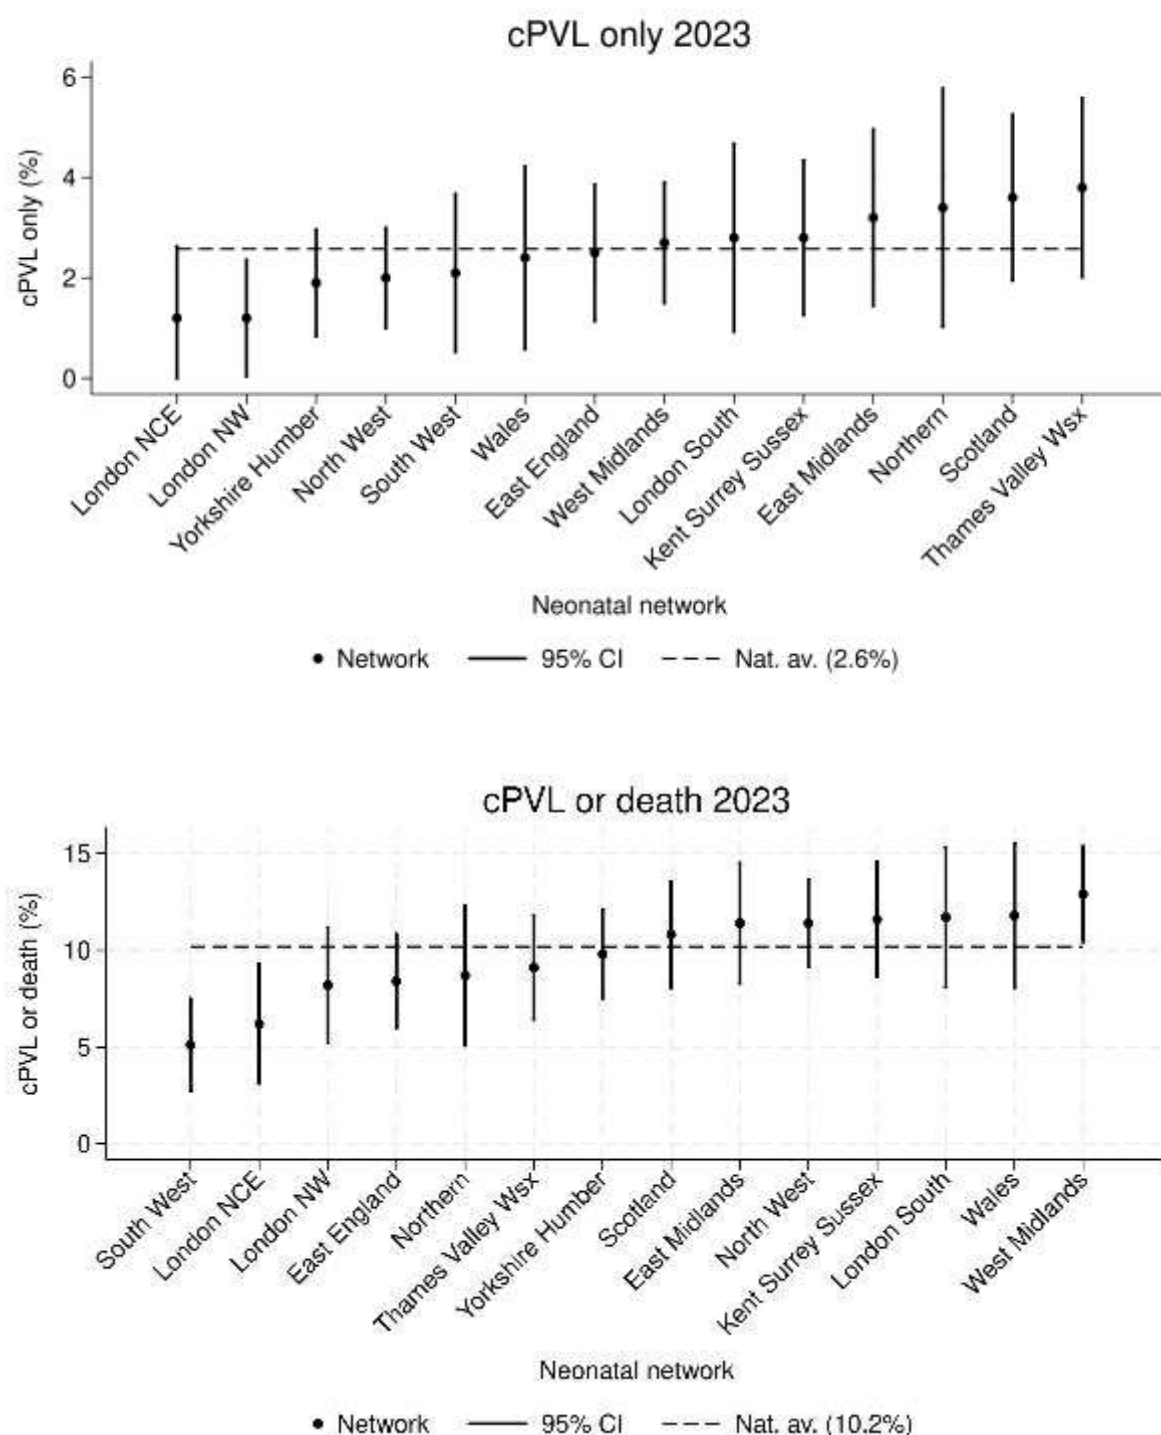 cPVL only 2023
cPVL only (%)
6
4
2
0
London NCE
London NW
Yorkshire Humber
North West
South West
Wales
East England
West Midlands
London South
Kent Surrey Sussex
East Midlands
Northern
Scotland
Thames Valley Wsx
Neonatal network
Network 95% CI Nat. av. (2.6%)
cPVL or death 2023
cPVL or death (%)
15
10
5
0
South West
London NCE
London NW
East England
Northern
Thames Valley Wsx
Yorkshire Humber
Scotland
East Midlands
North West
Kent Surrey Sussex
London South
Wales
West Midlands
Neonatal network
Network 95% CI Nat. av. (10.2%)